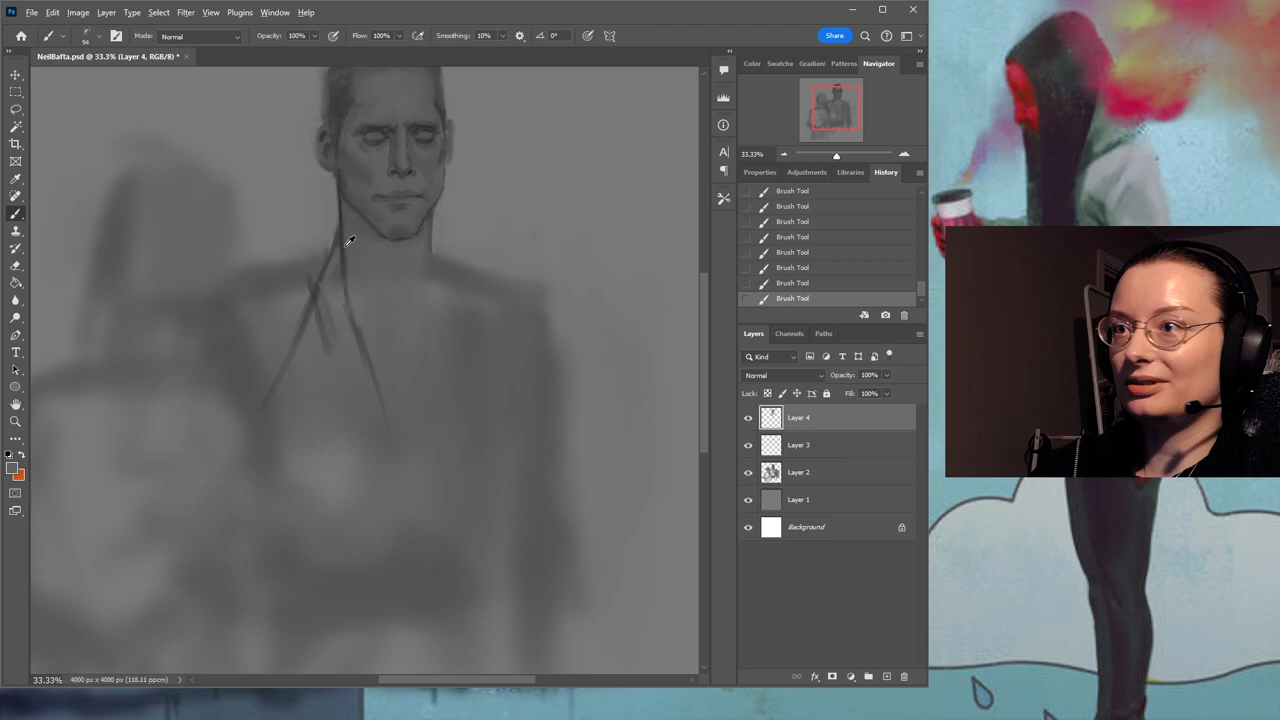 Ps File Edit Image Layer Type Select Filter 3D View Plugins Window Help
94 Mode: Normal Opacity: 100% Flow: 100% Smoothing: 10% 0° Share
NeilBafta.psd @ 33.3% (Layer 4, RGB/8) * ×
Color Swatche Gradien Patterns Navigator
33.33%
Properties Adjustments Libraries History
Brush Tool
Brush Tool
Brush Tool
Brush Tool
Brush Tool
Brush Tool
Brush Tool
Brush Tool
Layers Channels Paths
Kind
Normal Opacity: 100%
Lock: Fill: 100%
Layer 4
Layer 3
Layer 2
Layer 1
Background
33.33% 4000 px x 4000 px (118.11 ppcm)